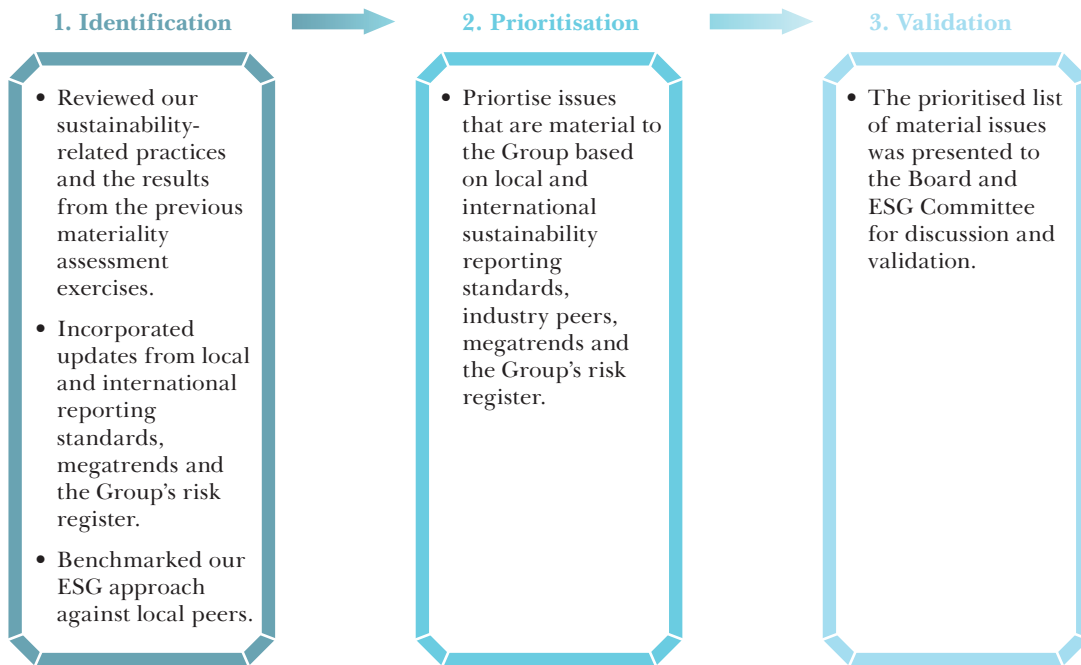 1. Identification
• Reviewed our
sustainability-
related practices
and the results
from the previous
materiality
assessment
exercises.
• Incorporated
updates from local
and international
reporting
standards,
megatrends and
the Group’s risk
register.
• Benchmarked our
ESG approach
against local peers.
2. Prioritisation
• Priortise issues
that are material to
the Group based
on local and
international
sustainability
reporting
standards,
industry peers,
megatrends and
the Group’s risk
register.
3. Validation
• The prioritised list
of material issues
was presented to
the Board and
ESG Committee
for discussion and
validation.